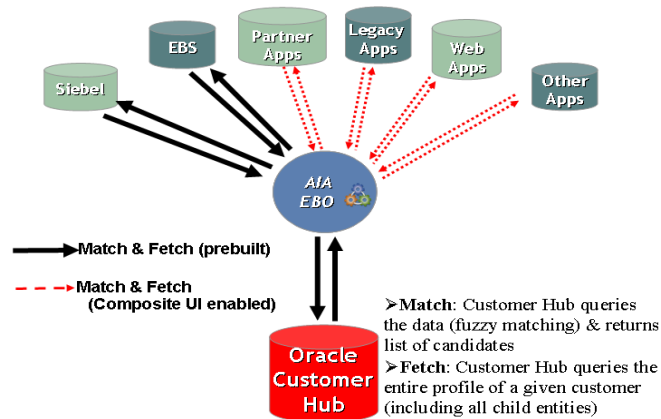 Partner
Apps
Legacy
Apps
EBS
Web
Apps
Siebel
Other
Apps
AIA
EBO
Match & Fetch (prebuilt)
Match & Fetch
(Composite UI enabled)
➢Match: Customer Hub queries
the data (fuzzy matching) & returns
list of candidates
➢Fetch: Customer Hub queries the
entire profile of a given customer
(including all child entities)
Oracle
Customer
Hub